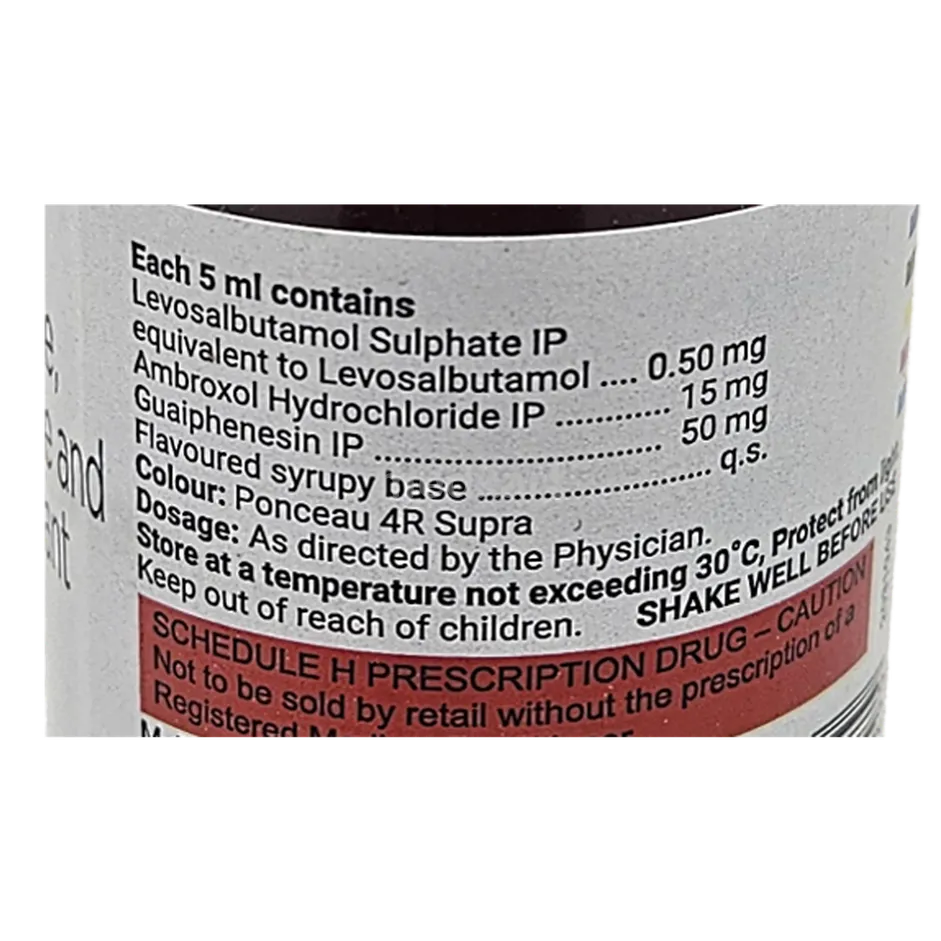 Each 5 ml contains
Levosalbutamol Sulphate IP
equivalent to Levosalbutamol .... 0.50 mg
Ambroxol Hydrochloride IP ........... 15 mg
Guaiphenesin IP ................................ 50 mg
Flavoured syrupy base .......................... q.s.
Colour: Ponceau 4R Supra
Dosage: As directed by the Physician.
Store at a temperature not exceeding 30°C, Protect from light.
Keep out of reach of children. SHAKE WELL BEFORE USE
SCHEDULE H PRESCRIPTION DRUG – CAUTION
Not to be sold by retail without the prescription of a
Registered
and